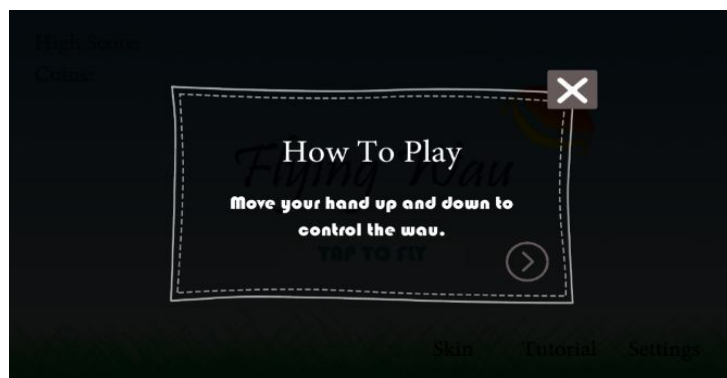 High Score:
Coins:
How To Play
Flying Wau
Move your hand up and down to
control the wau.
TAP TO FLY
Skin Tutorial Settings